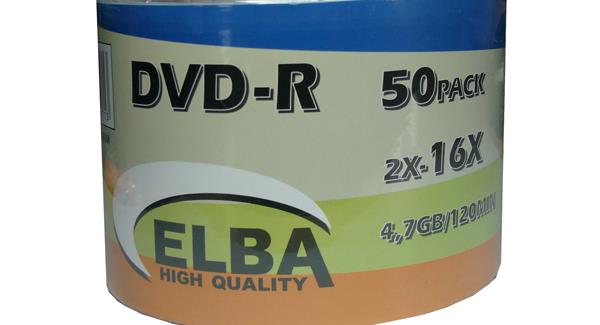 DVD-R
50PACK
2X-16X
4,,7GB/120MIN
ELBA
HIGH QUALITY